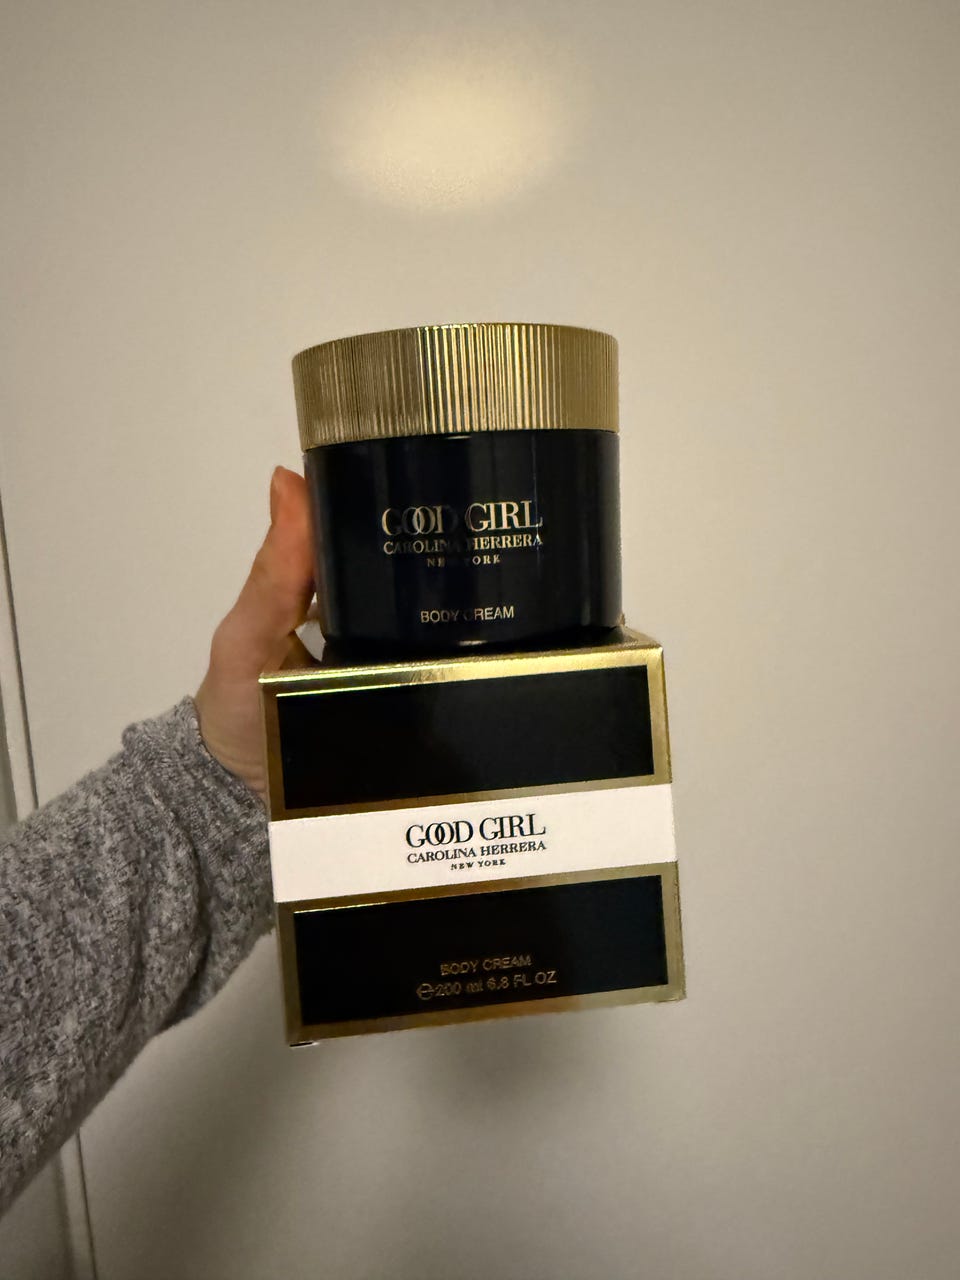 GOOD GIRL
CAROLINA HERRERA
NEW YORK
BODY CREAM
GOOD GIRL
CAROLINA HERRERA
NEW YORK
BODY CREAM
℮200 ml 6.8 FL OZ